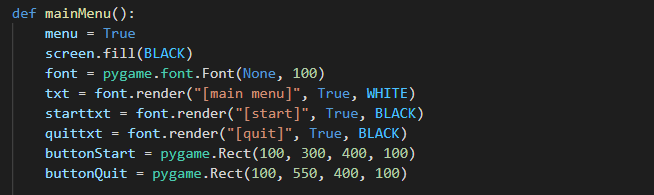 def mainMenu():
    menu = True
    screen.fill(BLACK)
    font = pygame.font.Font(None, 100)
    txt = font.render("[main menu]", True, WHITE)
    starttxt = font.render("[start]", True, BLACK)
    quittxt = font.render("[quit]", True, BLACK)
    buttonStart = pygame.Rect(100, 300, 400, 100)
    buttonQuit = pygame.Rect(100, 550, 400, 100)